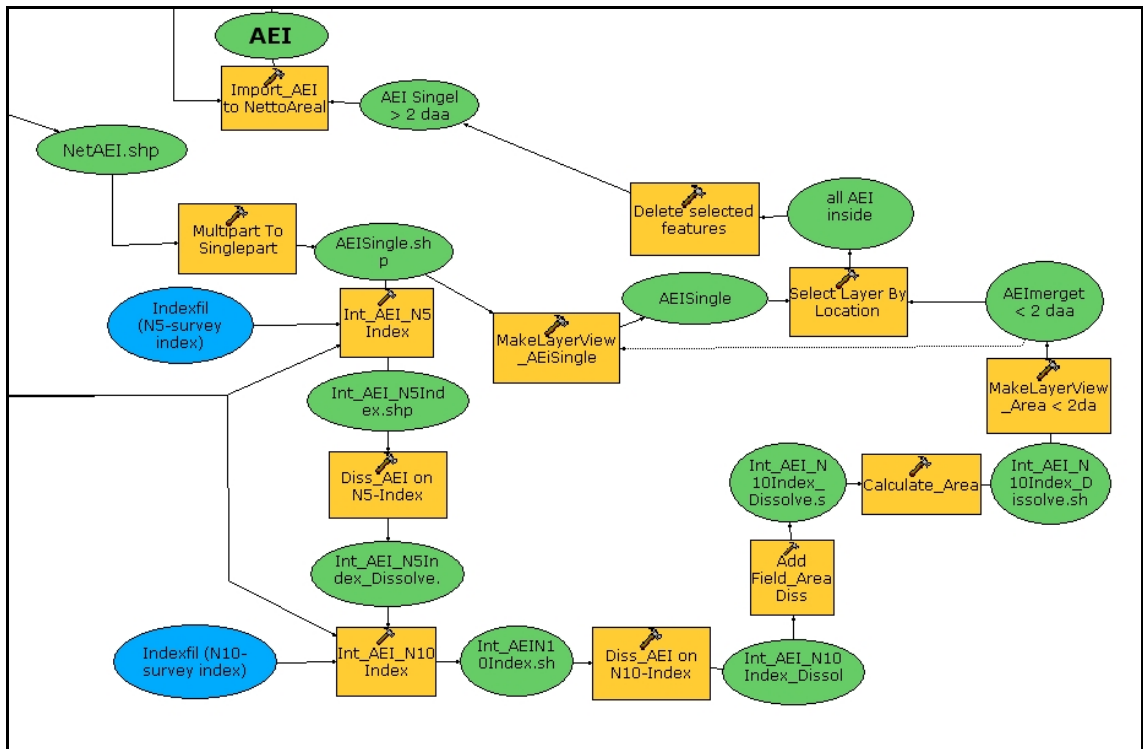 AEI
Import_AEI
to NettoAreal
AEI Singel
> 2 daa
NetAEI.shp
Multipart To
Singlepart
AEISingle.sh
p
Delete selected
features
all AEI
inside
Indexfil
(N5-survey
index)
Int_AEI_N5
Index
MakeLayerView
_AEiSingle
AEISingle
Select Layer By
Location
AEImerget
< 2 daa
Int_AEI_N5Ind
ex.shp
MakeLayerView
_Area < 2da
Diss_AEI on
N5-Index
Int_AEI_N
10Index_
Dissolve.s
Calculate_Area
Int_AEI_N
10Index_D
issolve.sh
Int_AEI_N5In
dex_Dissolve.
Add
Field_Area
Diss
Indexfil (N10-
survey index)
Int_AEI_N10
Index
Int_AEIN1
0Index.sh
Diss_AEI on
N10-Index
Int_AEI_N10
Index_Dissol